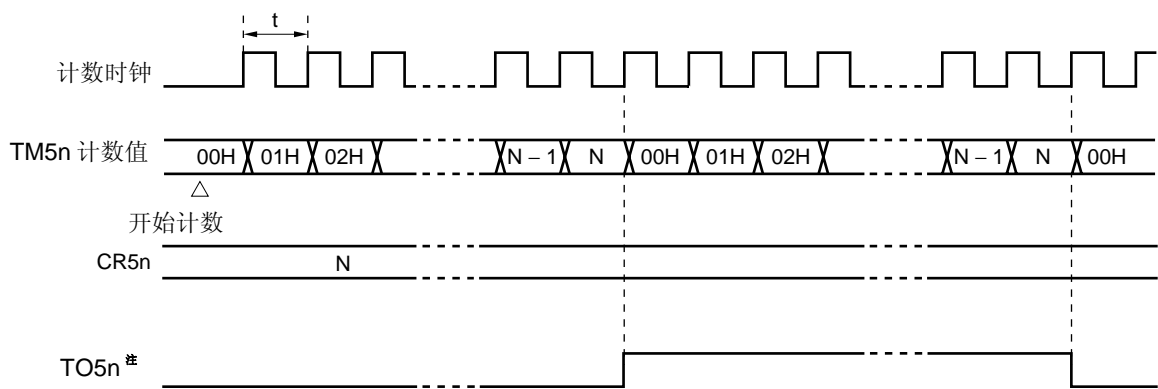 t
计数时钟
TM5n 计数值 00H 01H 02H N – 1 N 00H 01H 02H N – 1 N 00H
△
开始计数
CR5n N
TO5n 注